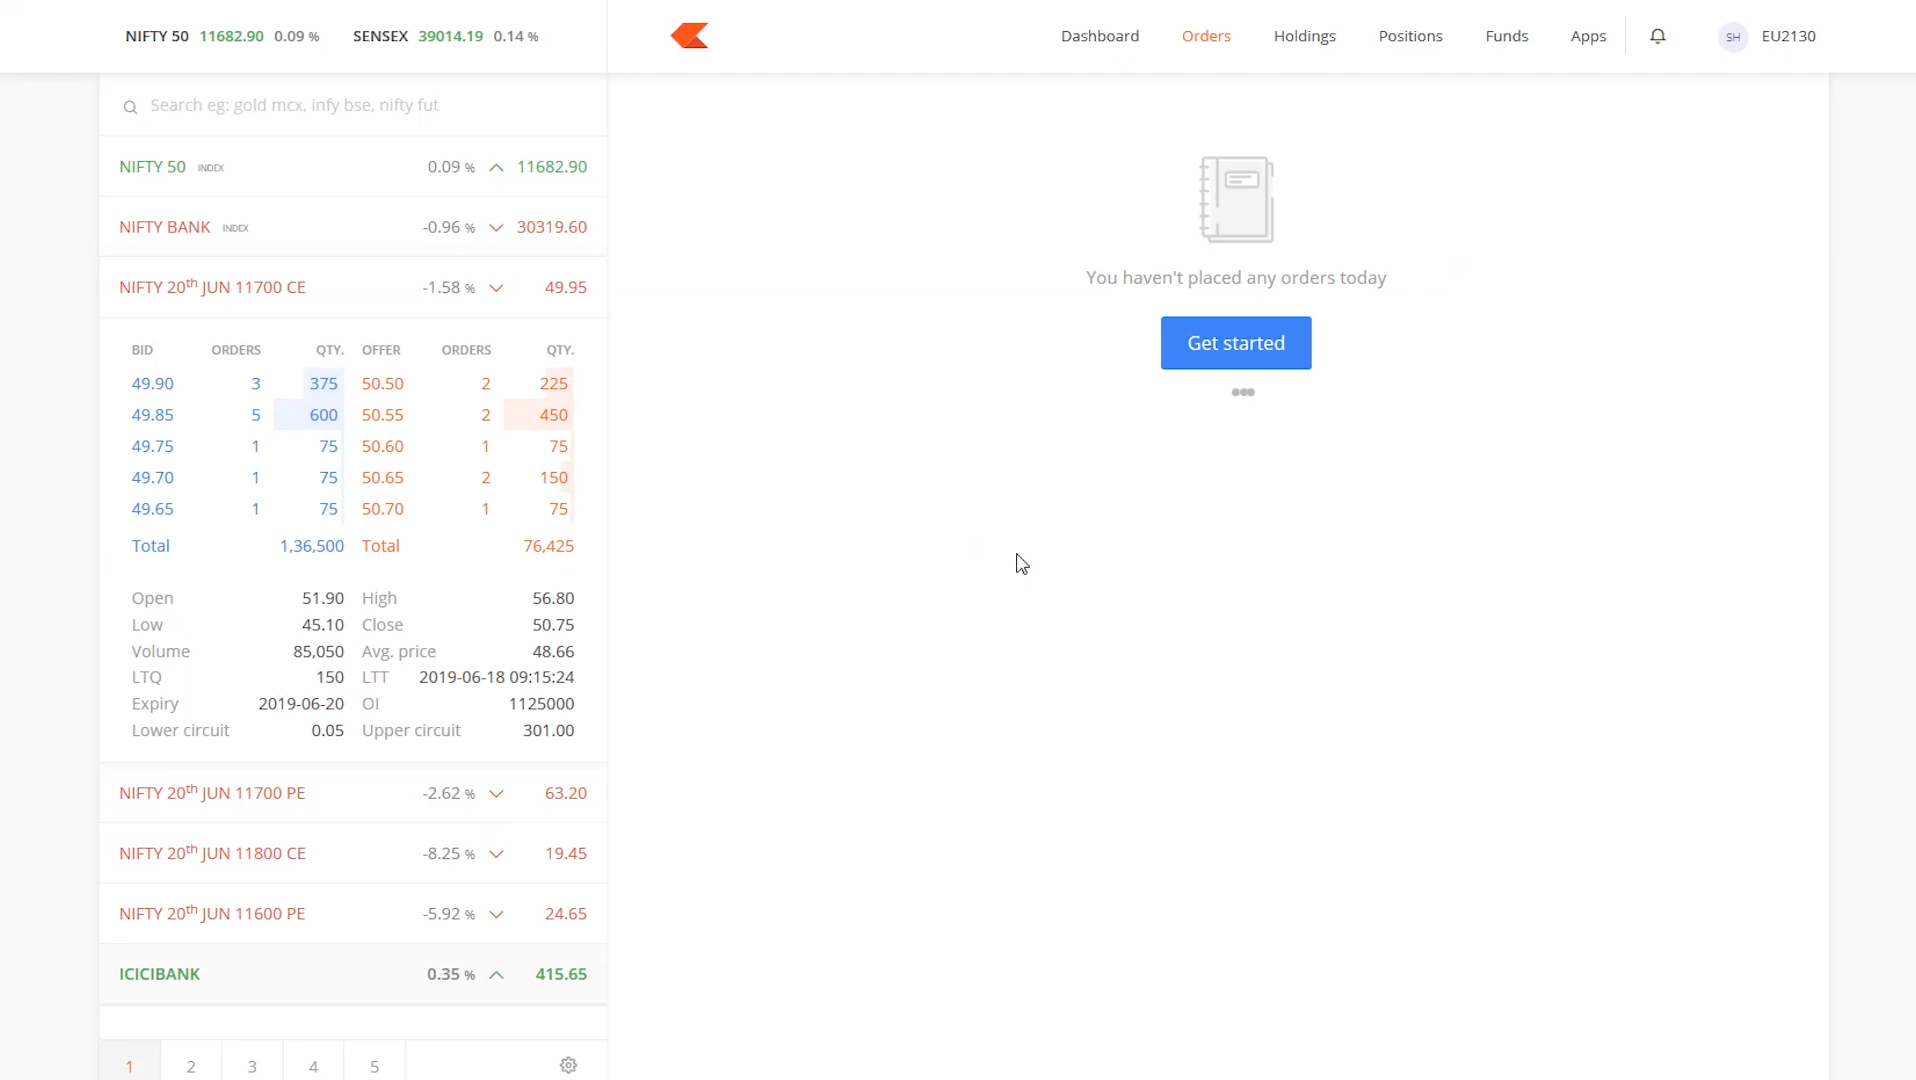 NIFTY 50 11682.90 0.09 % SENSEX 39014.19 0.14 %
Dashboard Orders Holdings Positions Funds Apps SH EU2130
Search eg: gold mcx, infy bse, nifty fut
NIFTY 50 INDEX 0.09 % 11682.90
NIFTY BANK INDEX -0.96 % 30319.60
NIFTY 20th JUN 11700 CE -1.58 % 49.95
BID ORDERS QTY. OFFER ORDERS QTY.
49.90 3 375 50.50 2 225
49.85 5 600 50.55 2 450
49.75 1 75 50.60 1 75
49.70 1 75 50.65 2 150
49.65 1 75 50.70 1 75
Total 1,36,500 Total 76,425
Open 51.90 High 56.80
Low 45.10 Close 50.75
Volume 85,050 Avg. price 48.66
LTQ 150 LTT 2019-06-18 09:15:24
Expiry 2019-06-20 OI 1125000
Lower circuit 0.05 Upper circuit 301.00
NIFTY 20th JUN 11700 PE -2.62 % 63.20
NIFTY 20th JUN 11800 CE -8.25 % 19.45
NIFTY 20th JUN 11600 PE -5.92 % 24.65
ICICIBANK 0.35 % 415.65
1 2 3 4 5
You haven't placed any orders today
Get started